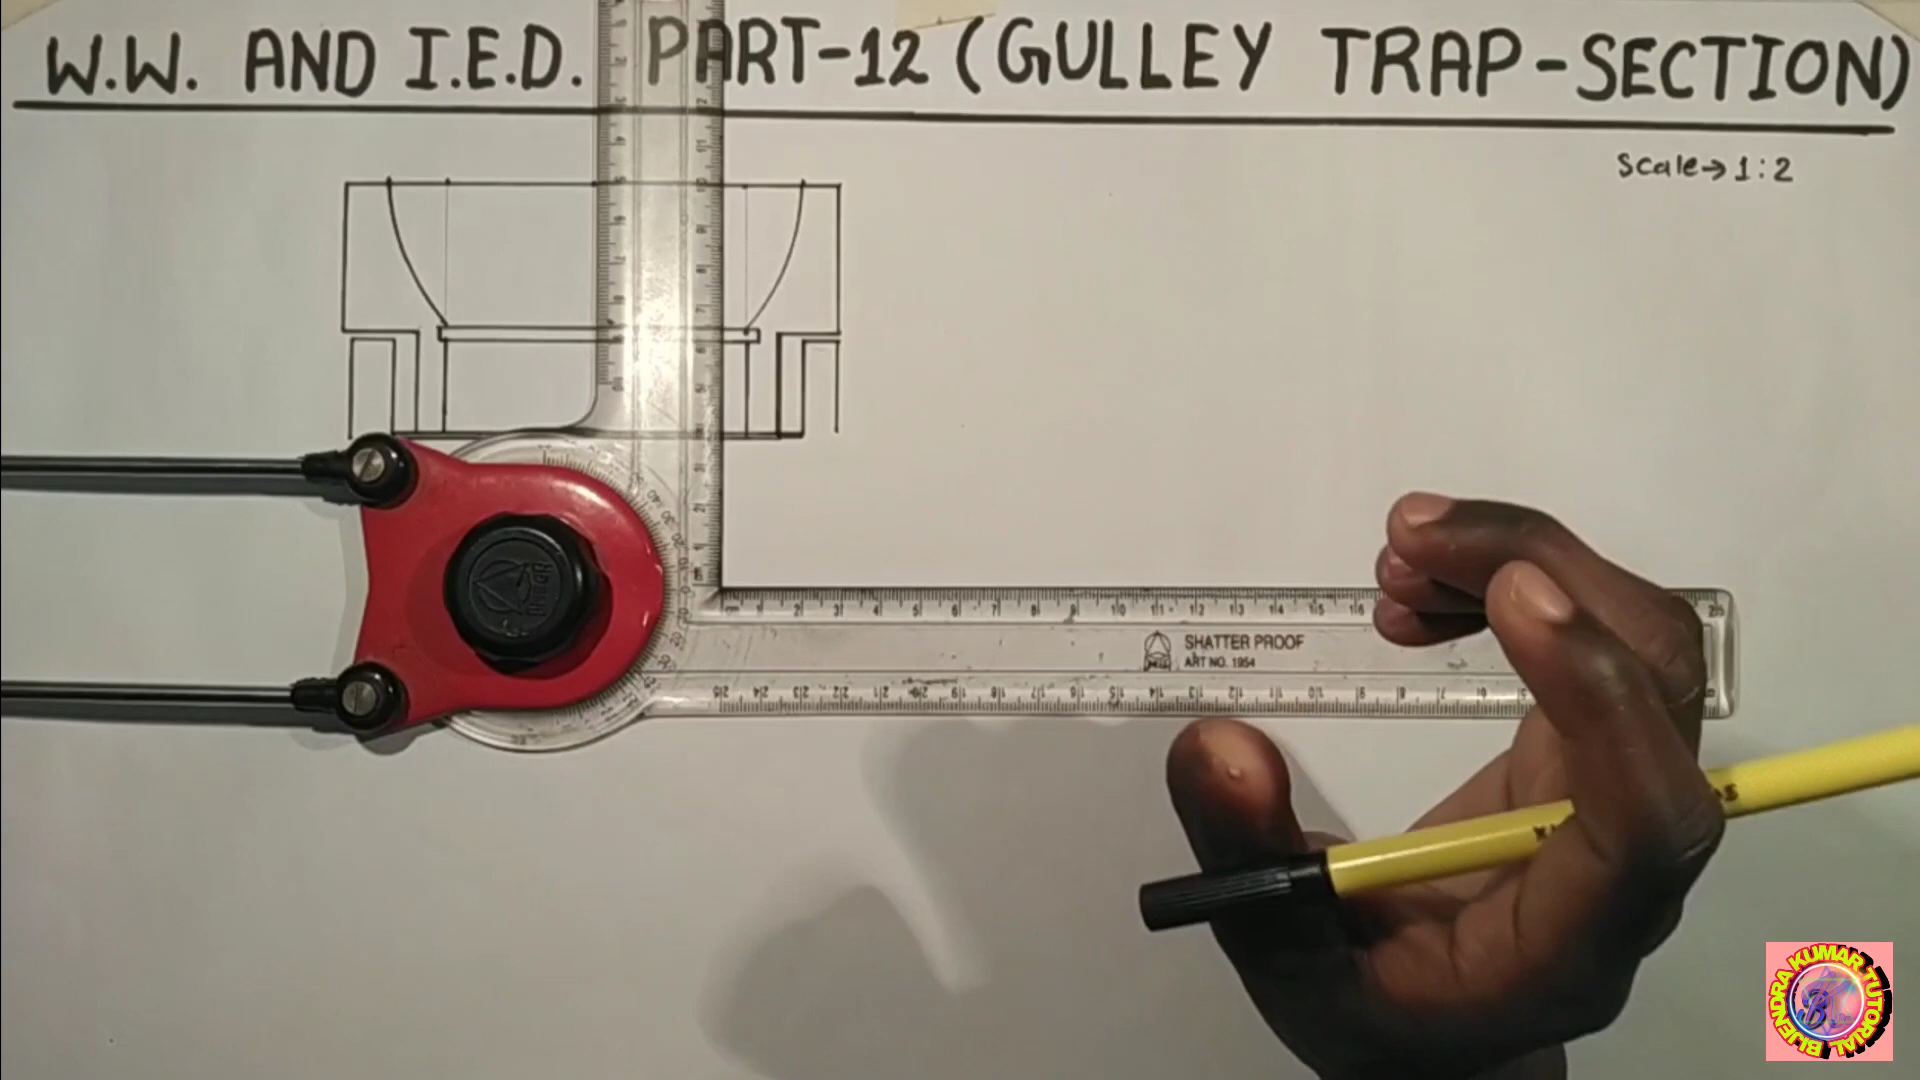 W.W. AND I.E.D. PART-12 (GULLEY TRAP-SECTION)
Scale→1:2
SHATTER PROOF
ART NO. 1954
BIJENDRA KUMAR TUTORIAL